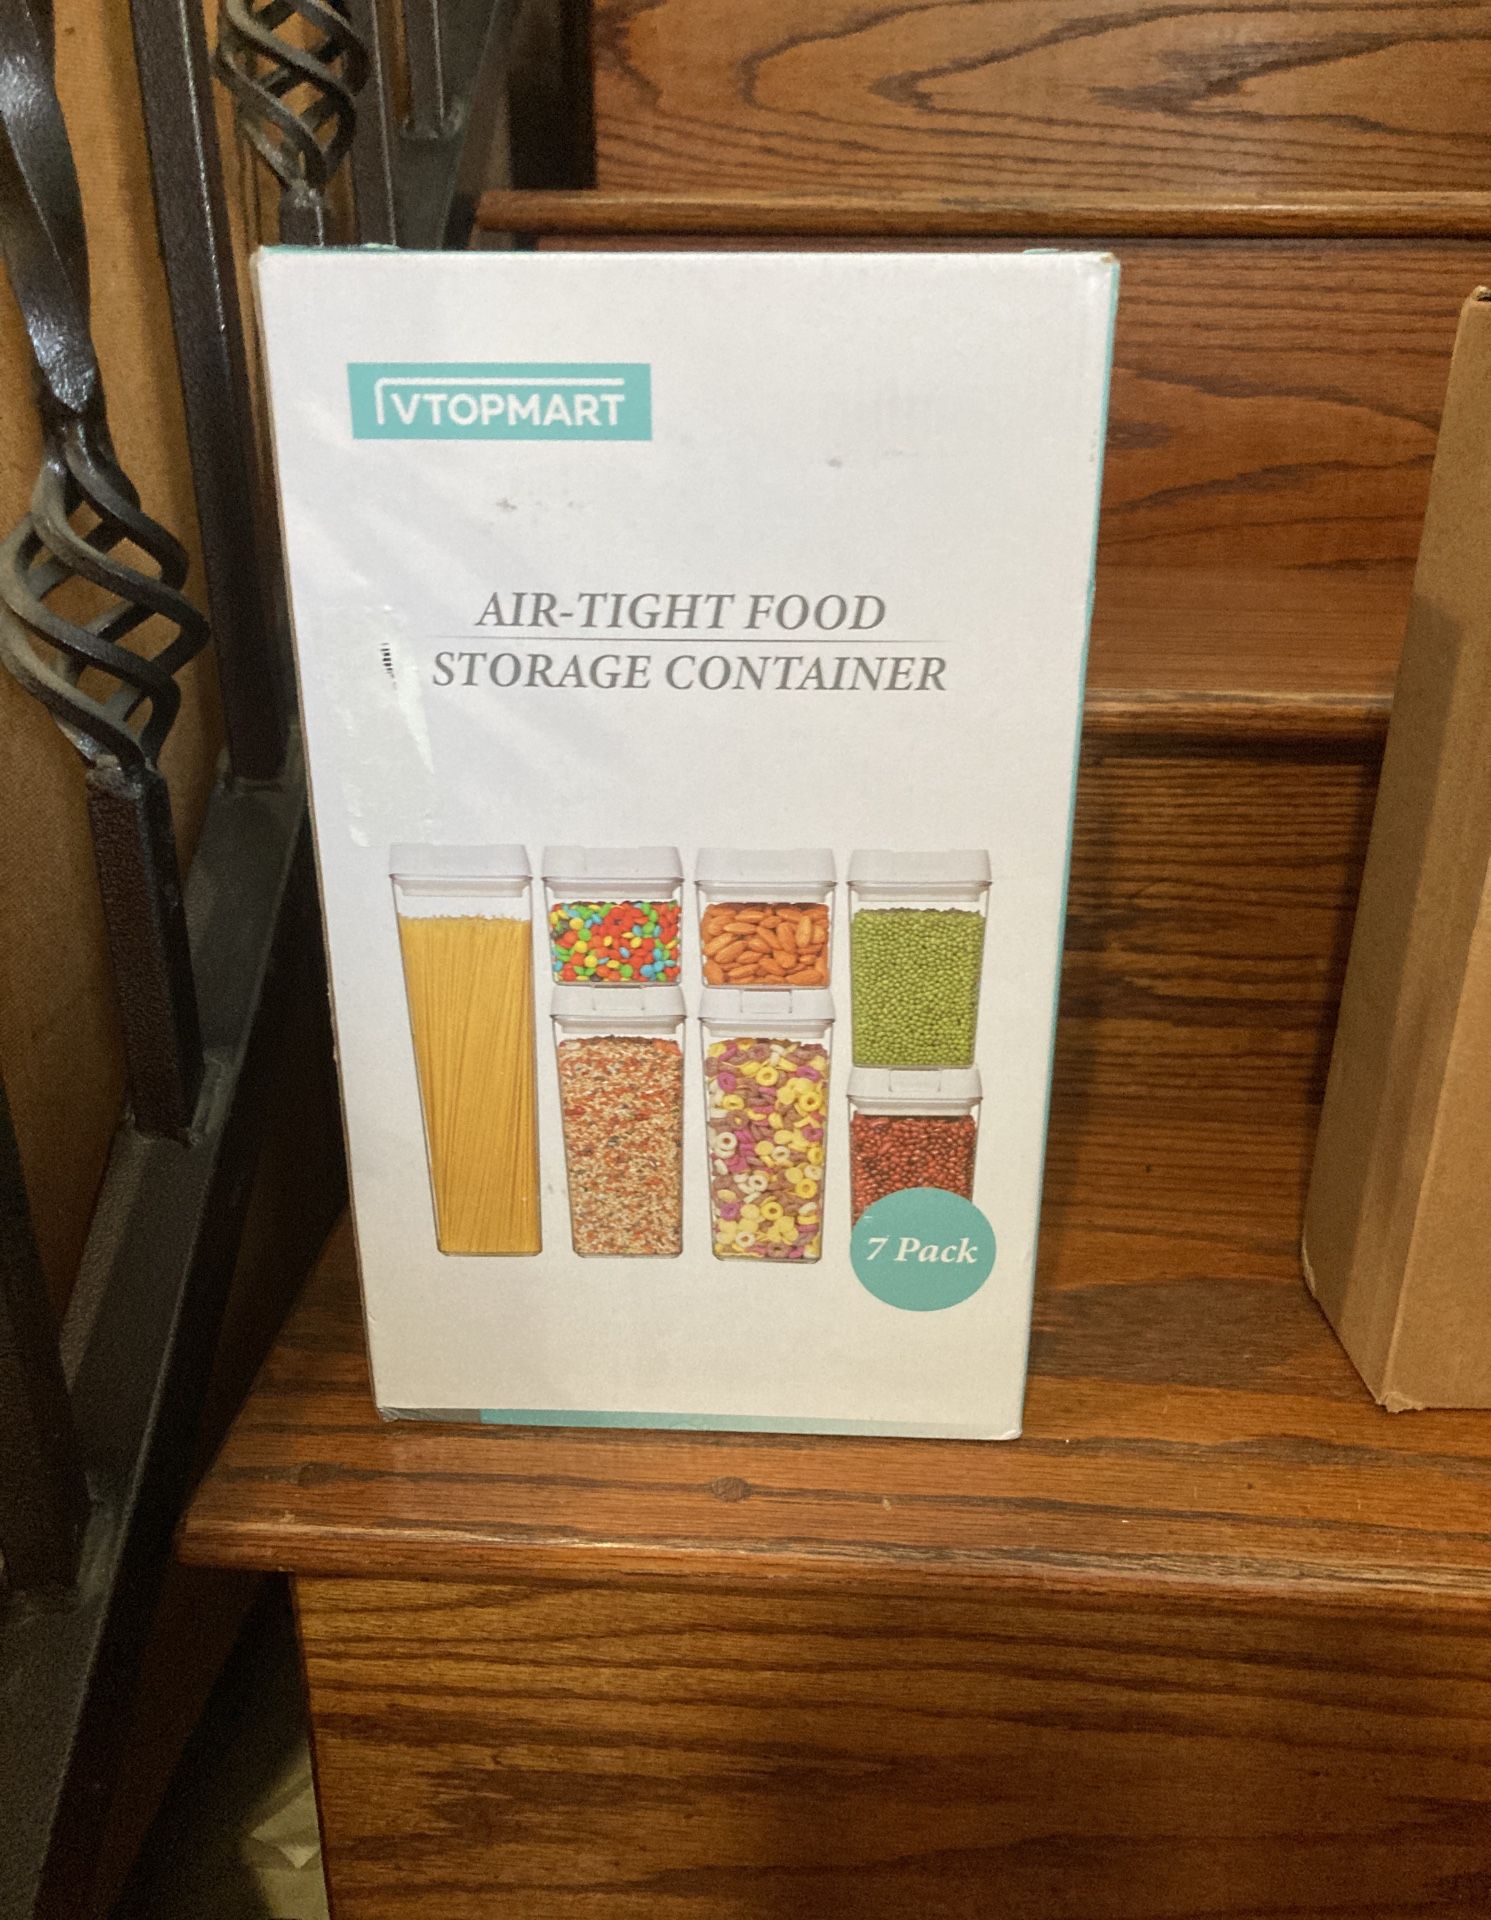 VTOPMART
AIR-TIGHT FOOD
STORAGE CONTAINER
7 Pack